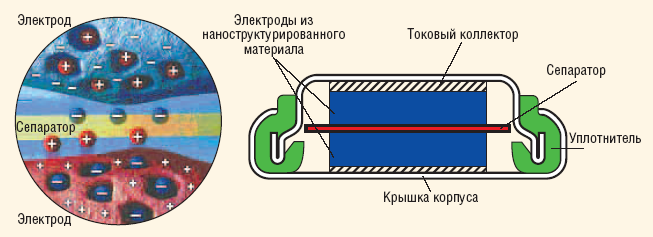 Электрод
Сепаратор
Электрод
Электроды из
наноструктурированного
материала
Токовый коллектор
Сепаратор
Уплотнитель
Крышка корпуса